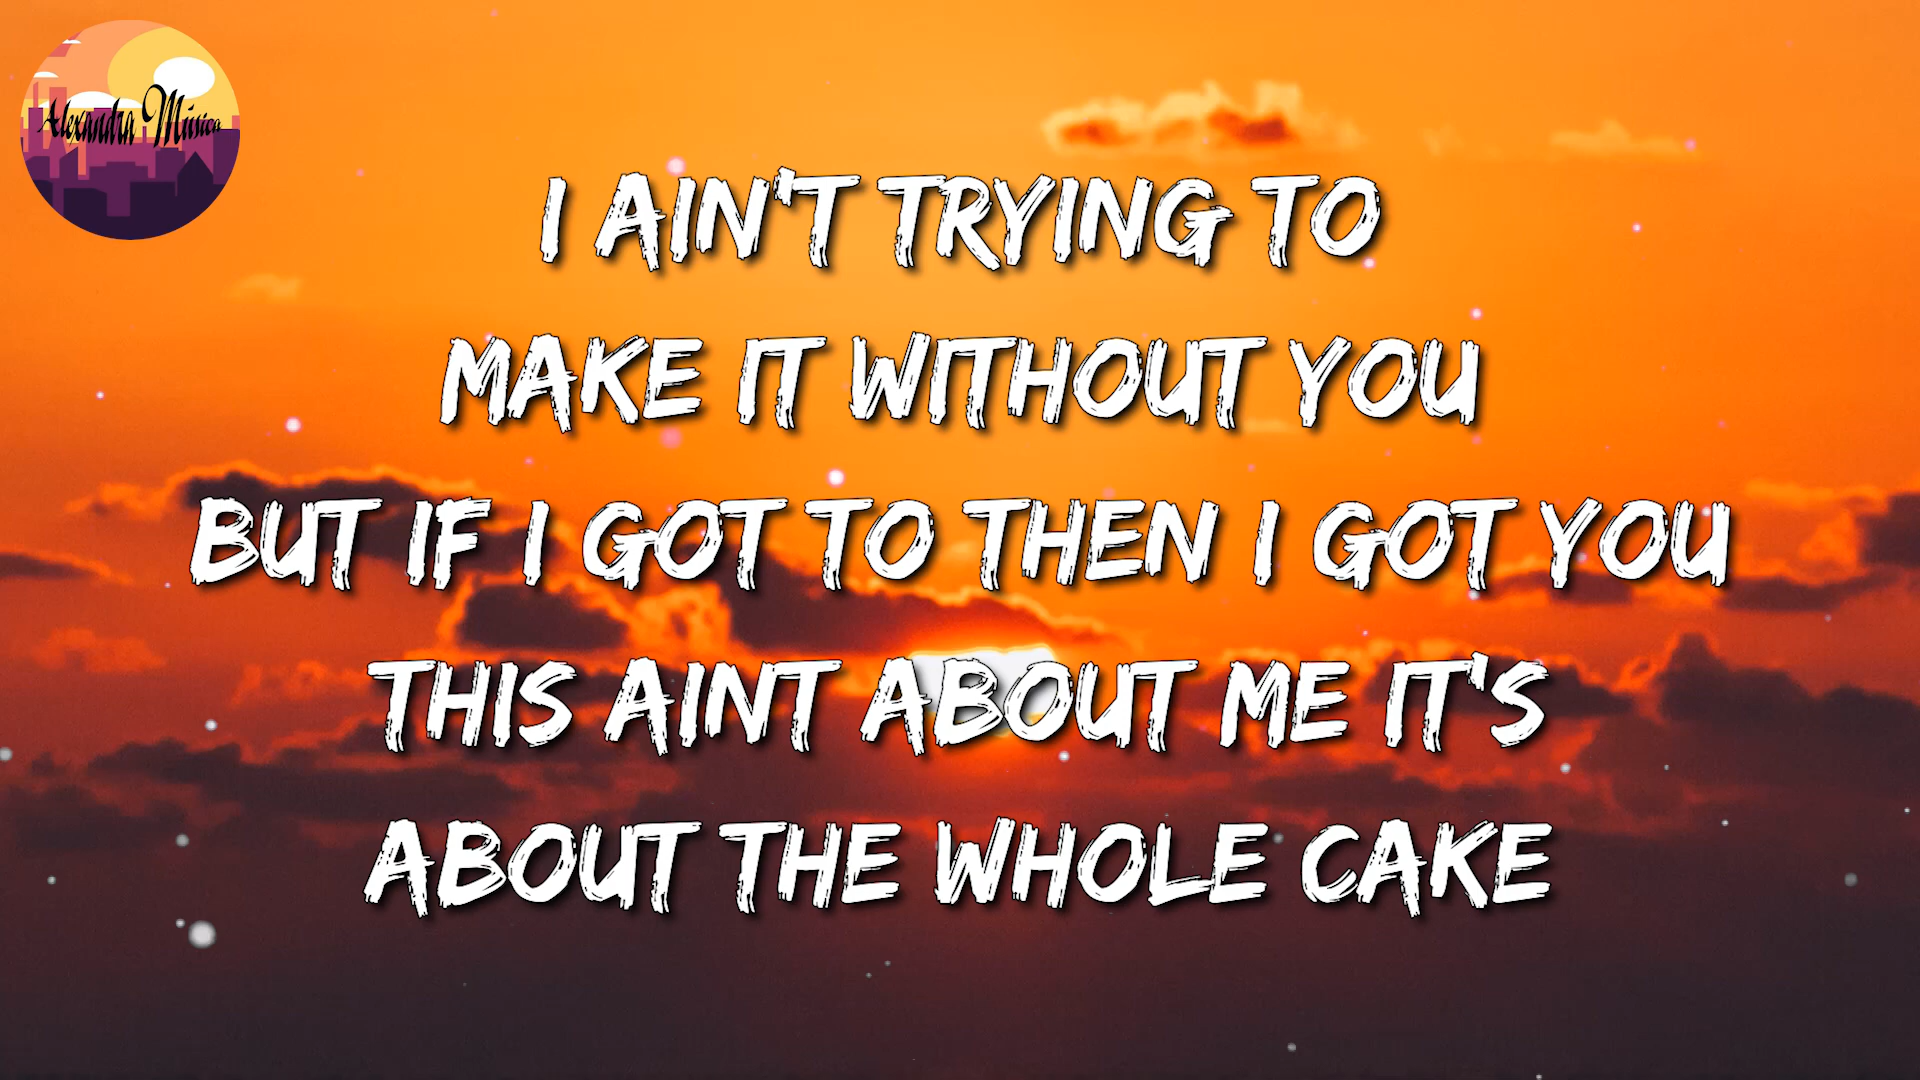 Alexandra Música
I AIN'T TRYING TO
MAKE IT WITHOUT YOU
BUT IF I GOT TO THEN I GOT YOU
THIS AINT ABOUT ME IT'S
ABOUT THE WHOLE CAKE